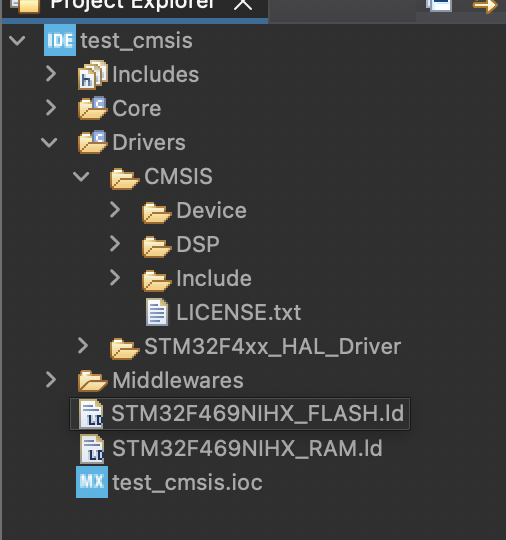 Project Explorer
IDE test_cmsis
Includes
Core
Drivers
CMSIS
Device
DSP
Include
LICENSE.txt
STM32F4xx_HAL_Driver
Middlewares
STM32F469NIHX_FLASH.ld
STM32F469NIHX_RAM.ld
MX test_cmsis.ioc